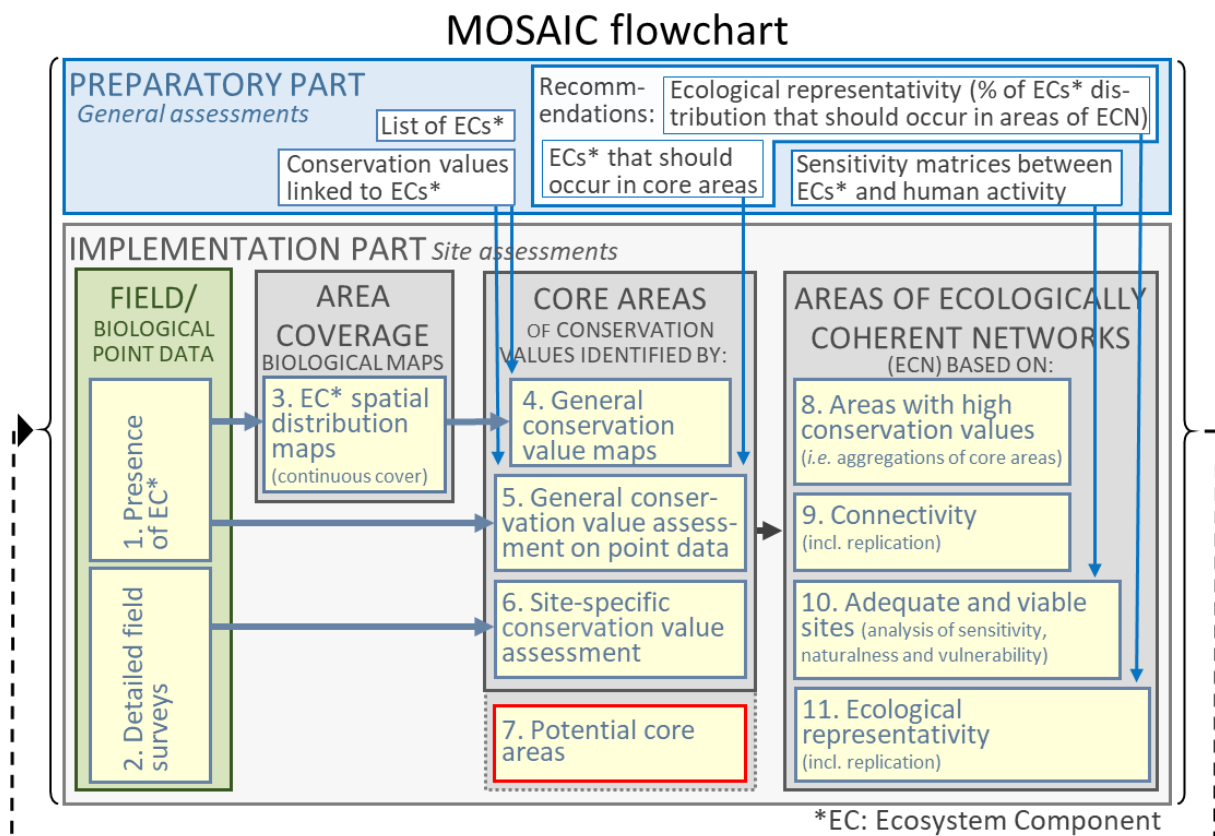 MOSAIC flowchart
PREPARATORY PART
General assessments
List of ECs*
Conservation values
linked to ECs*
Recomm-
endations:
Ecological representativity (% of ECs* dis-
tribution that should occur in areas of ECN)
ECs* that should
occur in core areas
Sensitivity matrices between
ECs* and human activity
IMPLEMENTATION PART Site assessments
FIELD/
BIOLOGICAL
POINT DATA
1. Presence
of EC*
2. Detailed field
surveys
AREA
COVERAGE
BIOLOGICAL MAPS
3. EC* spatial
distribution
maps
(continuous cover)
CORE AREAS
OF CONSERVATION
VALUES IDENTIFIED BY:
4. General
conservation
value maps
5. General conser-
vation value assess-
ment on point data
6. Site-specific
conservation value
assessment
7. Potential core
areas
AREAS OF ECOLOGICALLY
COHERENT NETWORKS
(ECN) BASED ON:
8. Areas with high
conservation values
(i.e. aggregations of core areas)
9. Connectivity
(incl. replication)
10. Adequate and viable
sites (analysis of sensitivity,
naturalness and vulnerability)
11. Ecological
representativity
(incl. replication)
*EC: Ecosystem Component